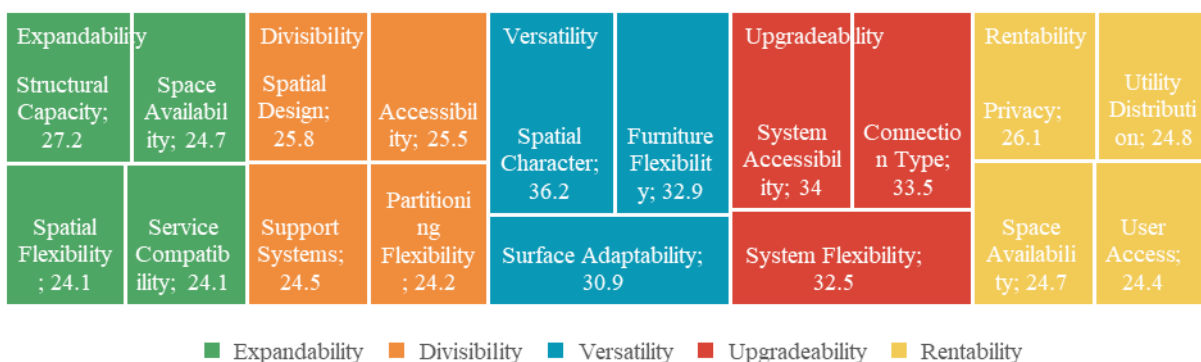 Expandability
Structural
Capacity;
27.2
Space
Availabil
ity; 24.7
Spatial
Flexibility
; 24.1
Service
Compatib
ility; 24.1
Divisibility
Spatial
Design;
25.8
Accessibil
ity; 25.5
Support
Systems;
24.5
Partitioni
ng
Flexibility
; 24.2
Versatility
Spatial
Character;
36.2
Furniture
Flexibilit
y; 32.9
Surface Adaptability;
30.9
Upgradeability
System
Accessibil
ity; 34
Connectio
n Type;
33.5
System Flexibility;
32.5
Rentability
Privacy;
26.1
Utility
Distributi
on; 24.8
Space
Availabili
ty; 24.7
User
Access;
24.4
Expandability Divisibility Versatility Upgradeability Rentability